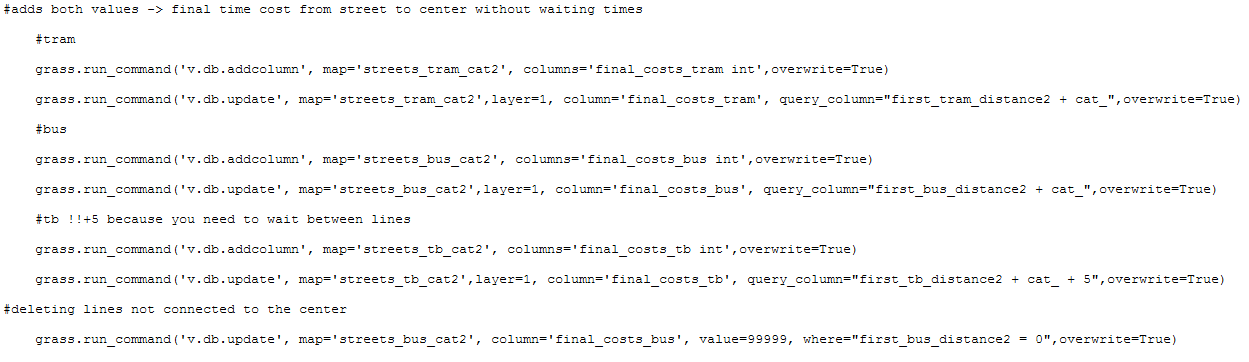 #adds both values -> final time cost from street to center without waiting times
#tram
grass.run_command('v.db.addcolumn', map='streets_tram_cat2', columns='final_costs_tram int',overwrite=True)
grass.run_command('v.db.update', map='streets_tram_cat2',layer=1, column='final_costs_tram', query_column="first_tram_distance2 + cat_",overwrite=True)
#bus
grass.run_command('v.db.addcolumn', map='streets_bus_cat2', columns='final_costs_bus int',overwrite=True)
grass.run_command('v.db.update', map='streets_bus_cat2',layer=1, column='final_costs_bus', query_column="first_bus_distance2 + cat_",overwrite=True)
#tb !!+5 because you need to wait between lines
grass.run_command('v.db.addcolumn', map='streets_tb_cat2', columns='final_costs_tb int',overwrite=True)
grass.run_command('v.db.update', map='streets_tb_cat2',layer=1, column='final_costs_tb', query_column="first_tb_distance2 + cat_ + 5",overwrite=True)
#deleting lines not connected to the center
grass.run_command('v.db.update', map='streets_bus_cat2', column='final_costs_bus', value=99999, where="first_bus_distance2 = 0",overwrite=True)